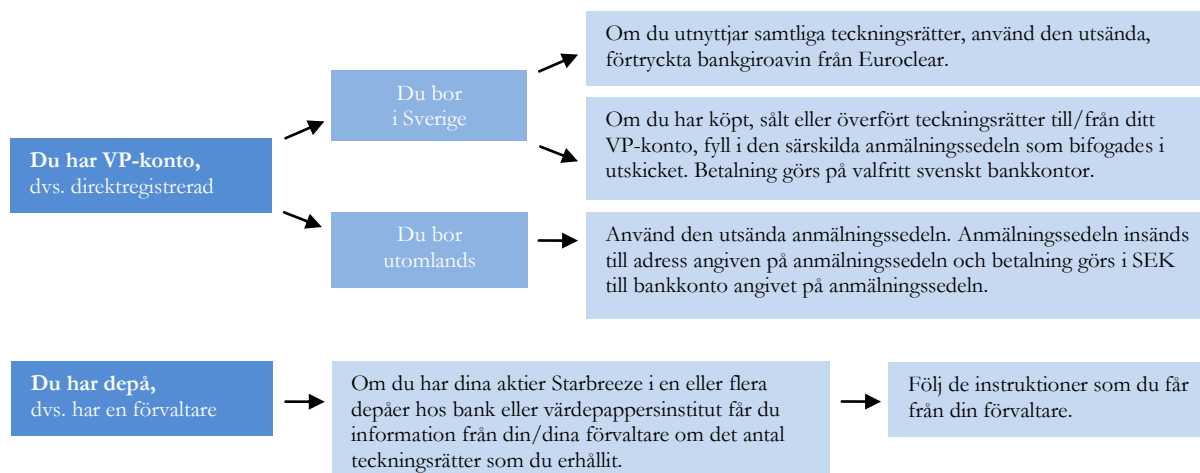 Du har VP-konto,
dvs. direktregistrerad
Du bor
i Sverige
Om du utnyttjar samtliga teckningsrätter, använd den utsända,
förtryckta bankgiroavin från Euroclear.
Om du har köpt, sålt eller överfört teckningsrätter till/från ditt
VP-konto, fyll i den särskilda anmälningssedeln som bifogades i
utskicket. Betalning görs på valfritt svenskt bankkontor.
Du bor
utomlands
Använd den utsända anmälningssedeln. Anmälningssedeln insänds
till adress angiven på anmälningssedeln och betalning görs i SEK
till bankkonto angivet på anmälningssedeln.
Du har depå,
dvs. har en förvaltare
Om du har dina aktier Starbreeze i en eller flera
depåer hos bank eller värdepappersinstitut får du
information från din/dina förvaltare om det antal
teckningsrätter som du erhållit.
Följ de instruktioner som du får
från din förvaltare.